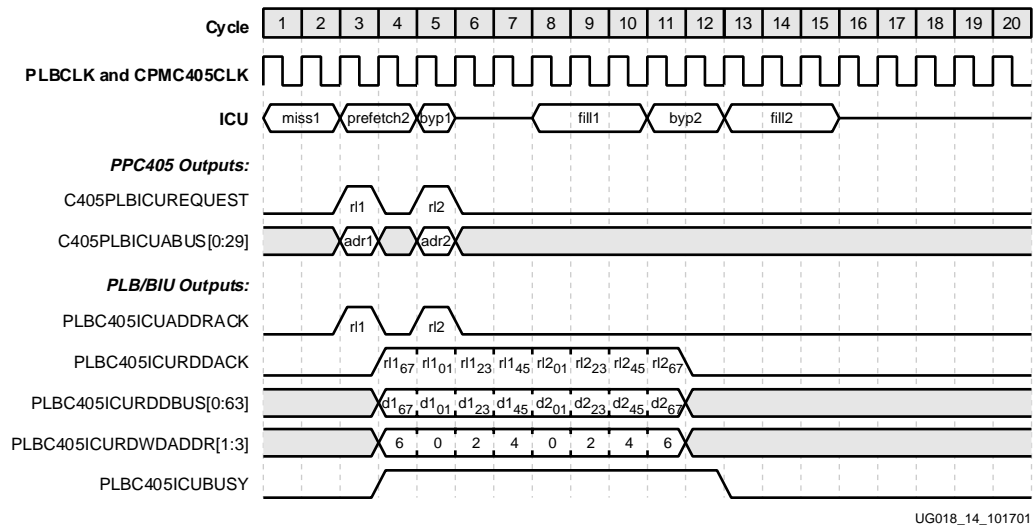 Cycle 1 2 3 4 5 6 7 8 9 10 11 12 13 14 15 16 17 18 19 20
PLBCLK and CPMC405CLK
ICU miss1 prefetch2 byp1 fill1 byp2 fill2
PPC405 Outputs:
C405PLBICUREQUEST rl1 rl2
C405PLBICUABUS[0:29] adr1 adr2
PLB/BIU Outputs:
PLBC405ICUADDRACK rl1 rl2
PLBC405ICURDDACK rl1₆₇ rl1₀₁ rl1₂₃ rl1₄₅ rl2₀₁ rl2₂₃ rl2₄₅ rl2₆₇
PLBC405ICURDDBUS[0:63] d1₆₇ d1₀₁ d1₂₃ d1₄₅ d2₀₁ d2₂₃ d2₄₅ d2₆₇
PLBC405ICURDWDADDR[1:3] 6 0 2 4 0 2 4 6
PLBC405ICUBUSY
UG018_14_101701